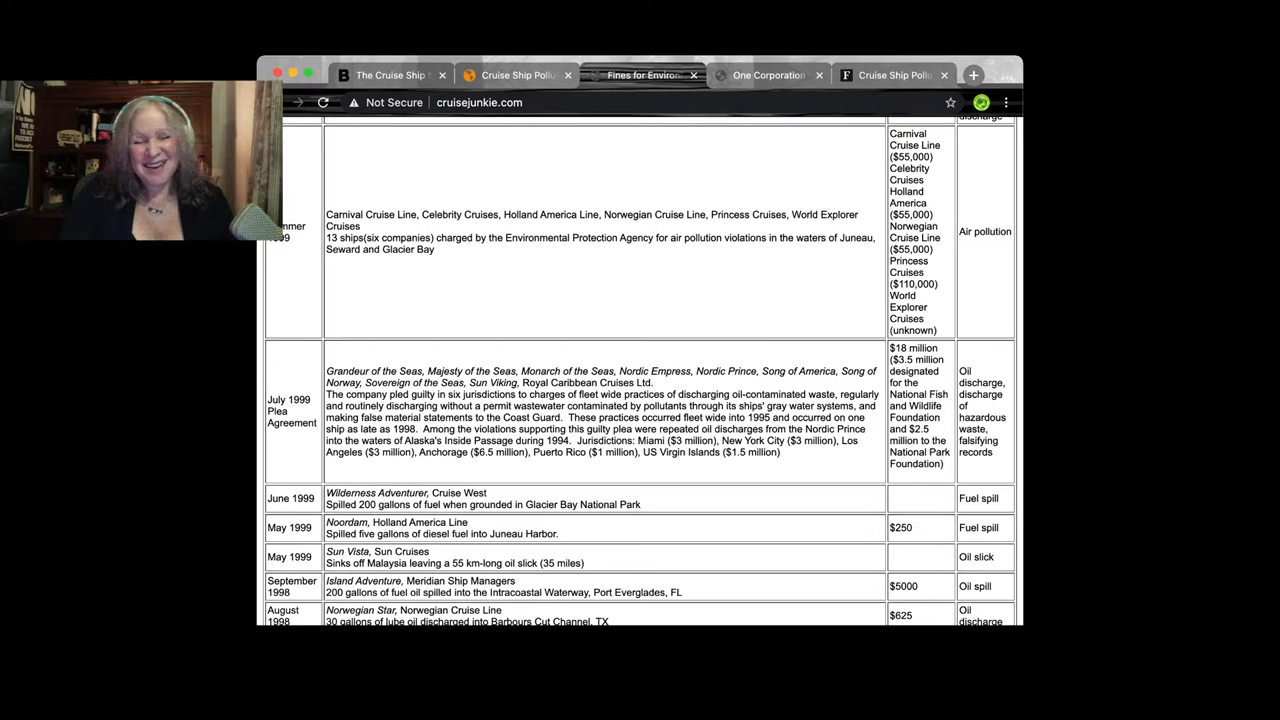 The Cruise Ship
Cruise Ship Pollu
Fines for Environ
One Corporation
Cruise Ship Pollu
Not Secure
cruisejunkie.com
discharge
Carnival Cruise Line, Celebrity Cruises, Holland America Line, Norwegian Cruise Line, Princess Cruises, World Explorer
Cruises
13 ships(six companies) charged by the Environmental Protection Agency for air pollution violations in the waters of Juneau,
Seward and Glacier Bay
Carnival
Cruise Line
($55,000)
Celebrity
Cruises
Holland
America
($55,000)
Norwegian
Cruise Line
($55,000)
Princess
Cruises
($110,000)
World
Explorer
Cruises
(unknown)
Air pollution
July 1999
Plea
Agreement
Grandeur of the Seas, Majesty of the Seas, Monarch of the Seas, Nordic Empress, Nordic Prince, Song of America, Song of
Norway, Sovereign of the Seas, Sun Viking, Royal Caribbean Cruises Ltd.
The company pled guilty in six jurisdictions to charges of fleet wide practices of discharging oil-contaminated waste, regularly
and routinely discharging without a permit wastewater contaminated by pollutants through its ships' gray water systems, and
making false material statements to the Coast Guard.  These practices occurred fleet wide into 1995 and occurred on one
ship as late as 1998.  Among the violations supporting this guilty plea were repeated oil discharges from the Nordic Prince
into the waters of Alaska's Inside Passage during 1994.  Jurisdictions: Miami ($3 million), New York City ($3 million), Los
Angeles ($3 million), Anchorage ($6.5 million), Puerto Rico ($1 million), US Virgin Islands ($1.5 million)
$18 million
($3.5 million
designated
for the
National Fish
and Wildlife
Foundation
and $2.5
million to the
National Park
Foundation)
Oil
discharge,
discharge
of
hazardous
waste,
falsifying
records
June 1999
Wilderness Adventurer, Cruise West
Spilled 200 gallons of fuel when grounded in Glacier Bay National Park
Fuel spill
May 1999
Noordam, Holland America Line
Spilled five gallons of diesel fuel into Juneau Harbor.
$250
Fuel spill
May 1999
Sun Vista, Sun Cruises
Sinks off Malaysia leaving a 55 km-long oil slick (35 miles)
Oil slick
September
1998
Island Adventure, Meridian Ship Managers
200 gallons of fuel oil spilled into the Intracoastal Waterway, Port Everglades, FL
$5000
Oil spill
August
1998
Norwegian Star, Norwegian Cruise Line
30 gallons of lube oil discharged into Barbours Cut Channel, TX
$625
Oil
discharge